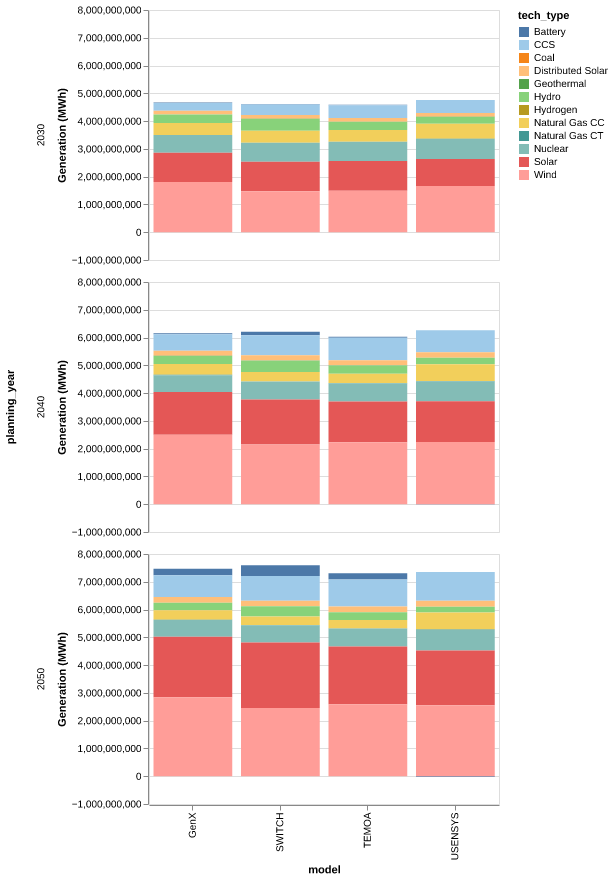 tech_type
Battery
CCS
Coal
Distributed Solar
Geothermal
Hydro
Hydrogen
Natural Gas CC
Natural Gas CT
Nuclear
Solar
Wind
planning_year
2030
Generation (MWh)
8,000,000,000
7,000,000,000
6,000,000,000
5,000,000,000
4,000,000,000
3,000,000,000
2,000,000,000
1,000,000,000
0
−1,000,000,000
2040
Generation (MWh)
8,000,000,000
7,000,000,000
6,000,000,000
5,000,000,000
4,000,000,000
3,000,000,000
2,000,000,000
1,000,000,000
0
−1,000,000,000
2050
Generation (MWh)
8,000,000,000
7,000,000,000
6,000,000,000
5,000,000,000
4,000,000,000
3,000,000,000
2,000,000,000
1,000,000,000
0
−1,000,000,000
GenX
SWITCH
TEMOA
USENSYS
model